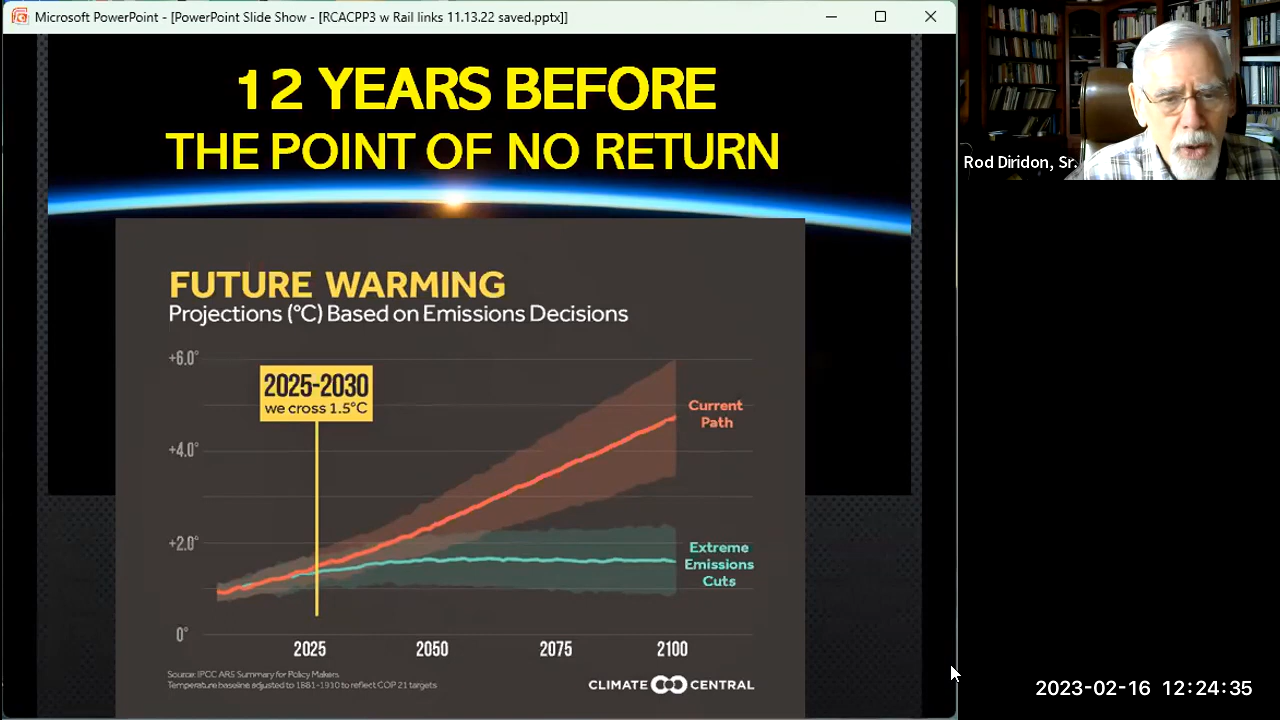 Microsoft PowerPoint - [PowerPoint Slide Show - [RCACPP3 w Rail links 11.13.22 saved.pptx]]
12 YEARS BEFORE
THE POINT OF NO RETURN
Rod Diridon, Sr.
FUTURE WARMING
Projections (°C) Based on Emissions Decisions
+6.0°
2025-2030
we cross 1.5°C
Current
Path
+4.0°
+2.0°
Extreme
Emissions
Cuts
0°
2025 2050 2075 2100
Source: IPCC AR5 Summary for Policy Makers
Temperature baseline adjusted to 1881-1910 to reflect COP 21 targets
CLIMATE CENTRAL
2023-02-16 12:24:35